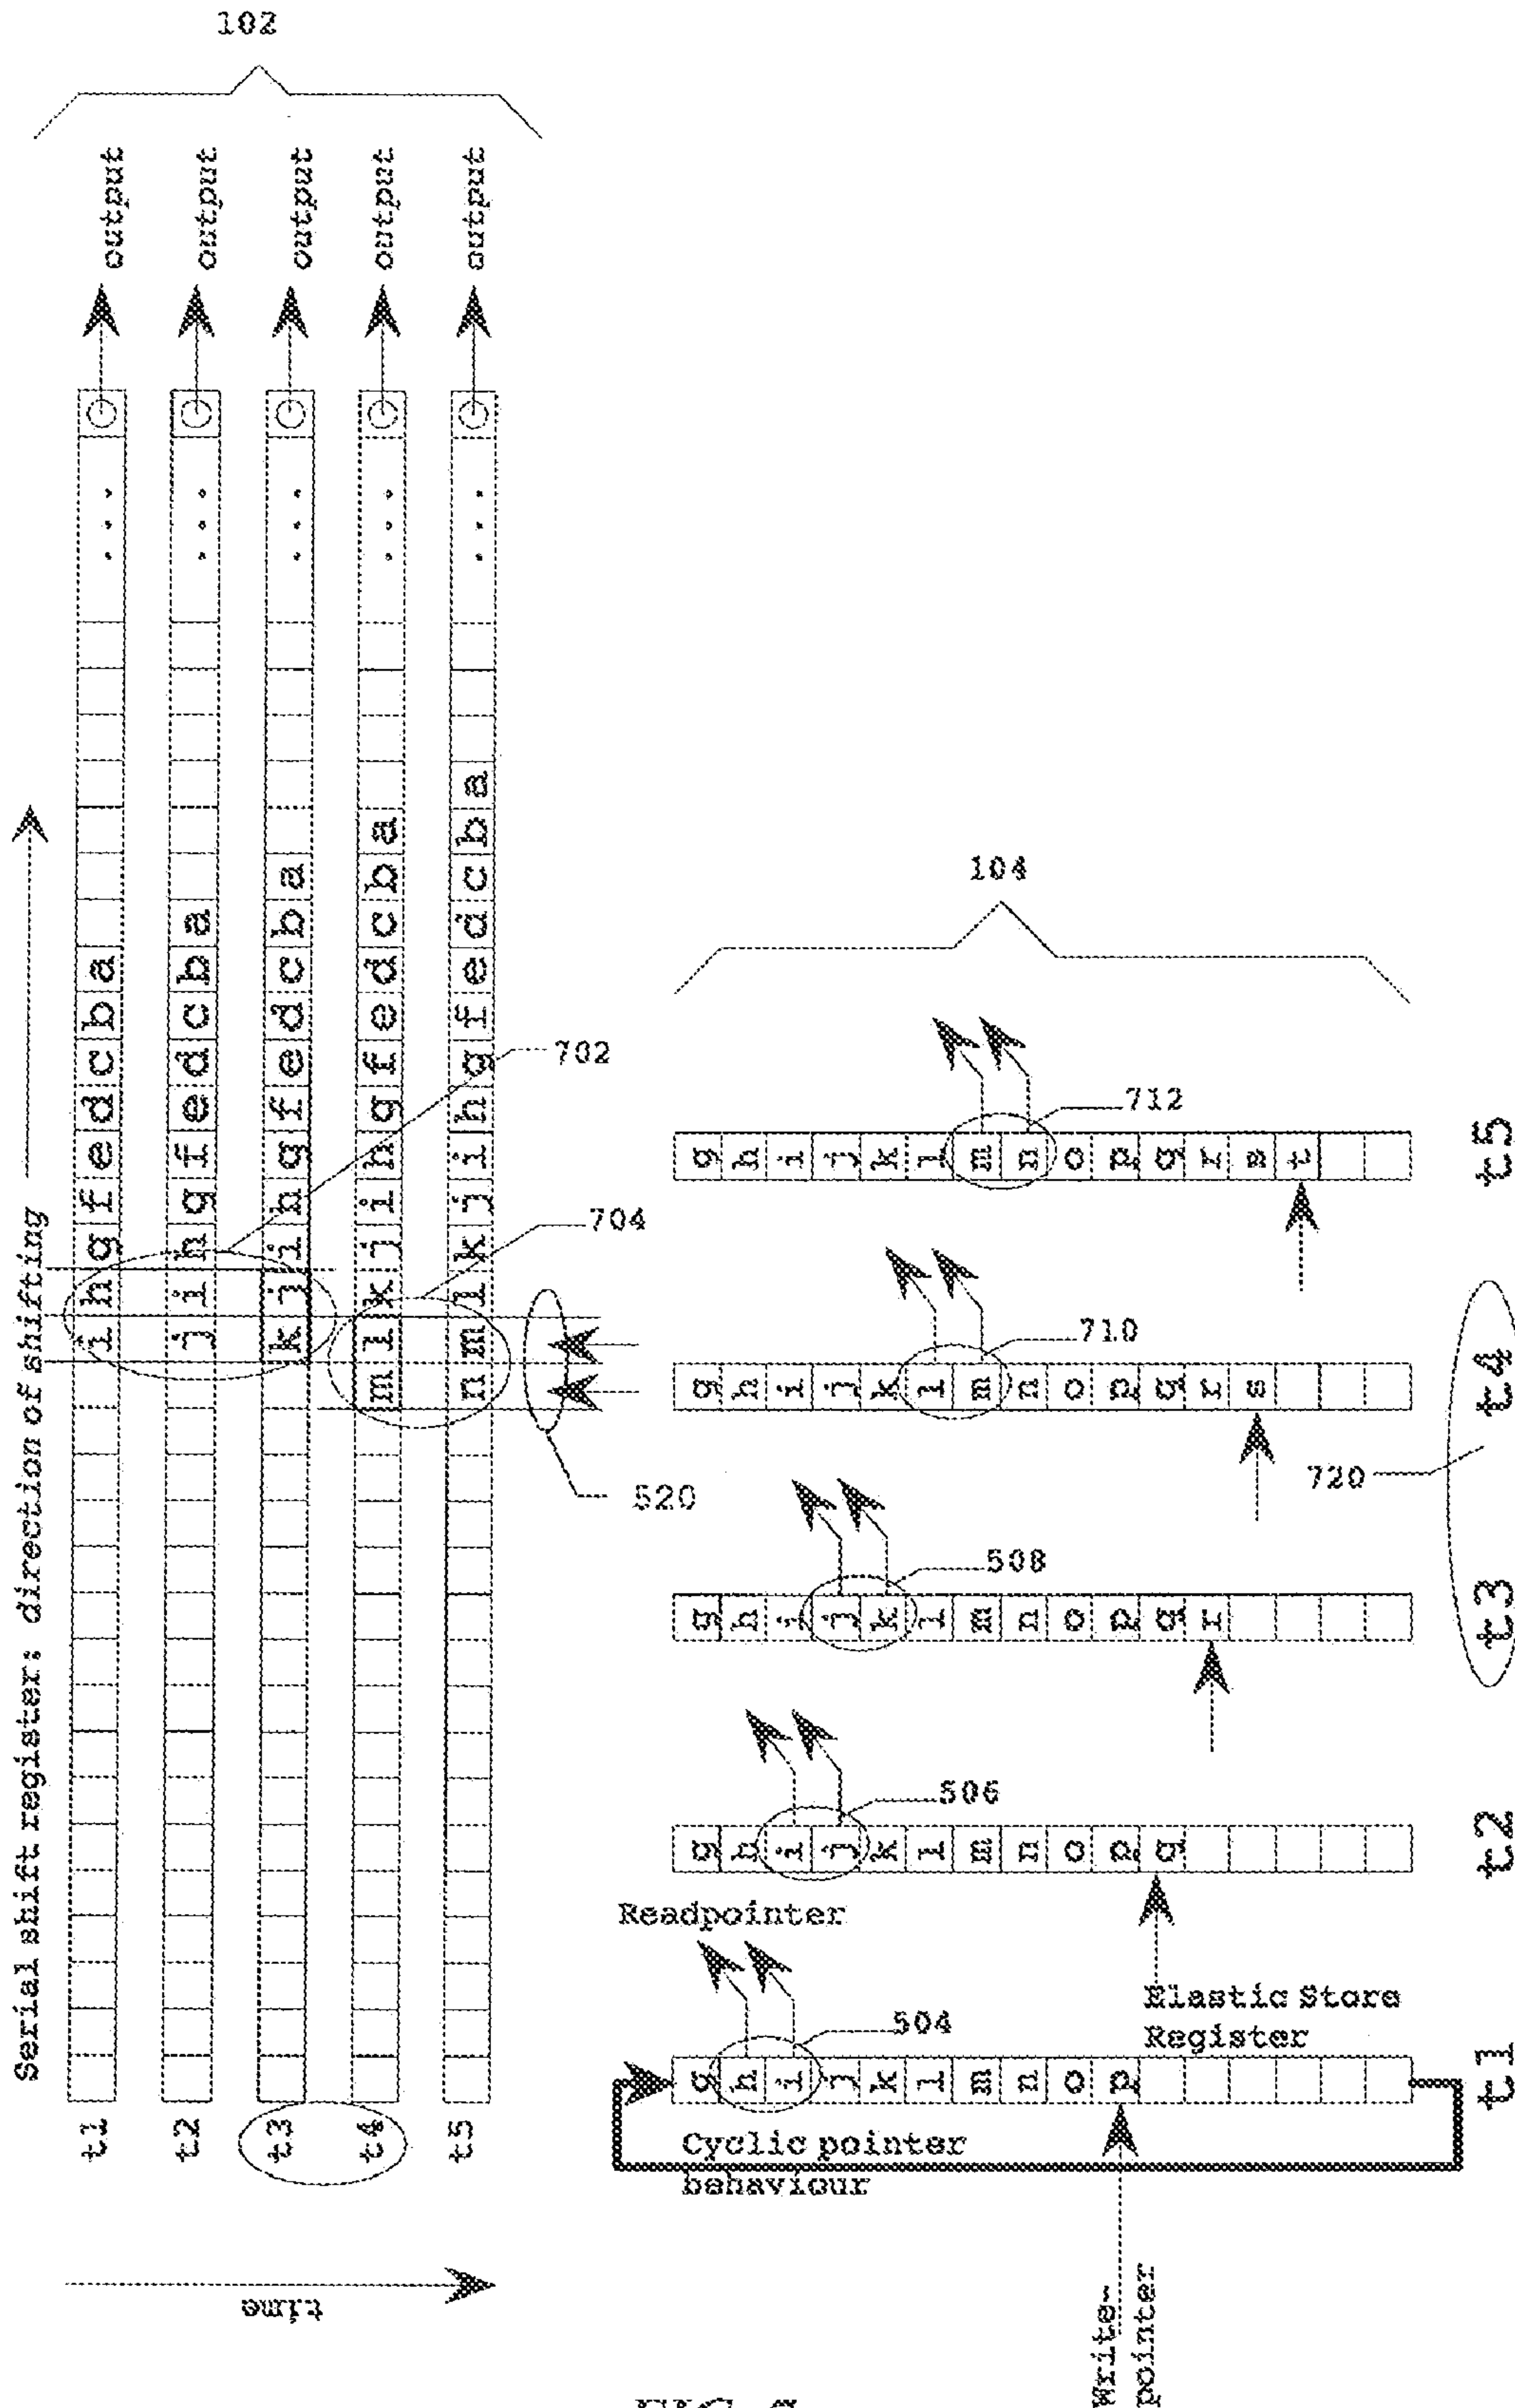 102
Serial shift register: direction of shifting
t1 i h g f e d c b a ... output
t2 j i h g f e d c b a ... output
t3 k j i h g f e d c b a ... output
t4 m l k j i h g f e d c b a ... output
t5 n m l k j i h g f e d c b a ... output
time
702
704
520
104
Readpointer
504
506
508
710
712
720
g h i j k l m n o p
g h i j k l m n o p q
g h i j k l m n o p q r
g h i j k l m n o p q r s
g h i j k l m n o p q r s t
Elastic Store
Register
Cyclic pointer
behaviour
Write-
pointer
t1 t2 t3 t4 t5